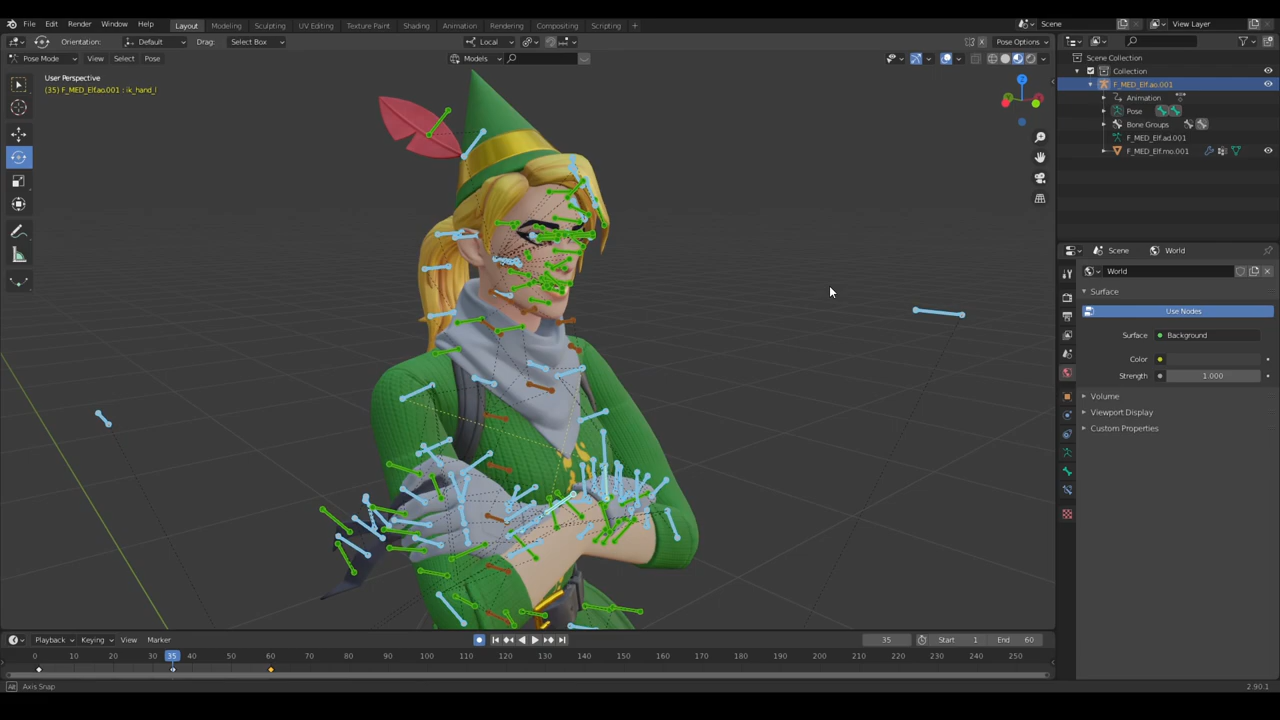 File Edit Render Window Help Layout Modeling Sculpting UV Editing Texture Paint Shading Animation Rendering Compositing Scripting + Scene View Layer
Orientation: Default Drag: Select Box Local Pose Options
Pose Mode View Select Pose Models
User Perspective
(35) F_MED_Elf.ao.001 : ik_hand_l
Scene Collection
Collection
F_MED_Elf.ao.001
Animation
Pose
Bone Groups
F_MED_Elf.ad.001
F_MED_Elf.mo.001
Scene World
World
Surface
Use Nodes
Surface Background
Color
Strength 1.000
Volume
Viewport Display
Custom Properties
Playback Keying View Marker 35 Start 1 End 60
0 10 20 30 35 40 50 60 70 80 90 100 110 120 130 140 150 160 170 180 190 200 210 220 230 240 250
Alt Axis Snap 2.90.1